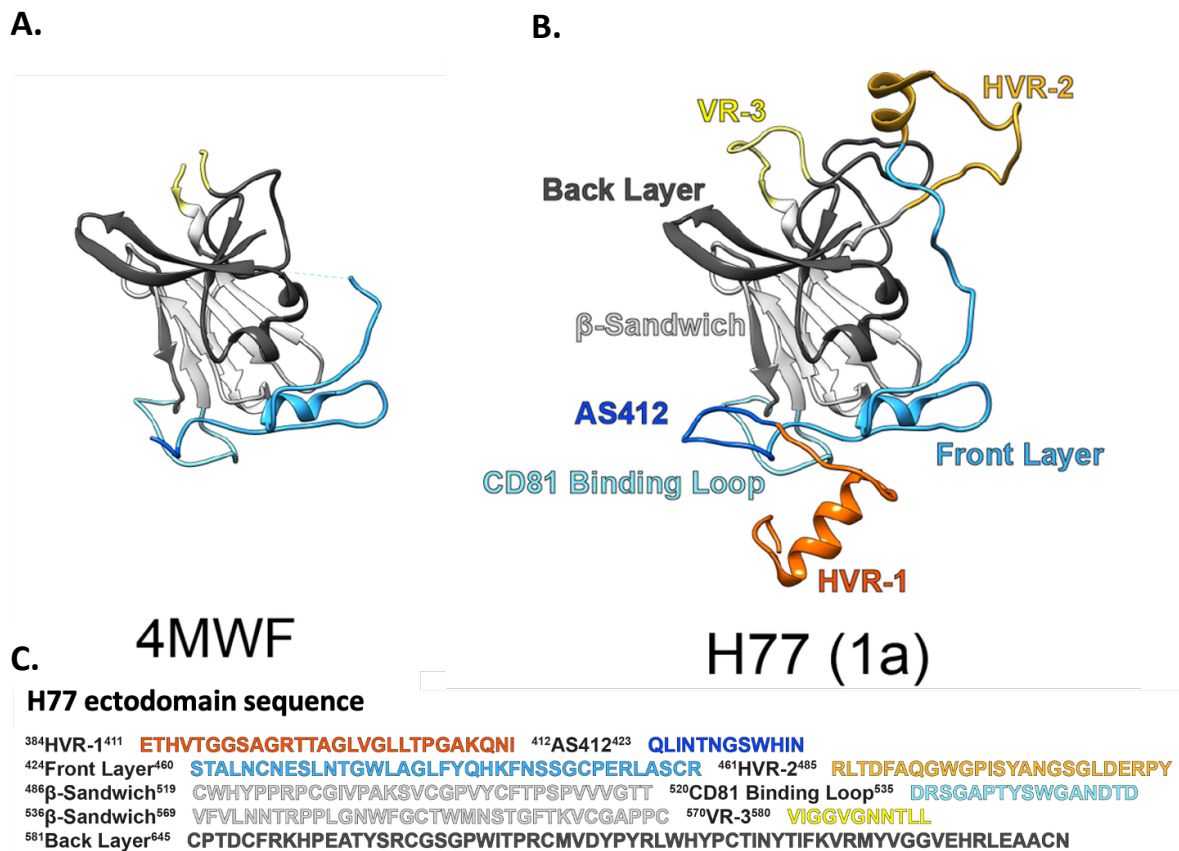 A.
B.
HVR-2
VR-3
Back Layer
β-Sandwich
AS412
Front Layer
CD81 Binding Loop
HVR-1
4MWF
H77 (1a)
C.
H77 ectodomain sequence
³⁸⁴HVR-1⁴¹¹ ETHVTGGSAGRTTAGLVGLLTPGAKQNI ⁴¹²AS412⁴²³ QLINTNGSWHIN
⁴²⁴Front Layer⁴⁶⁰ STALNCNESLNTGWLAGLFYQHKFNSSGCPERLASCR ⁴⁶¹HVR-2⁴⁸⁵ RLTDFAQGWGPISYANGSGLDERPY
⁴⁸⁶β-Sandwich⁵¹⁹ CWHYPPRPCGIVPAKSVCGPVYCFTPSPVVVGTT ⁵²⁰CD81 Binding Loop⁵³⁵ DRSGAPTYSWGANDTD
⁵³⁶β-Sandwich⁵⁶⁹ VFVLNNTRPPLGNWFGCTWMNSTGFTKVCGAPPC ⁵⁷⁰VR-3⁵⁸⁰ VIGGVGNNTLL
⁵⁸¹Back Layer⁶⁴⁵ CPTDCFRKHPEATYSRCGSGPWITPRCMVDYPYRLWHYPCTINYTIFKVRMYVGGVEHRLEAACN